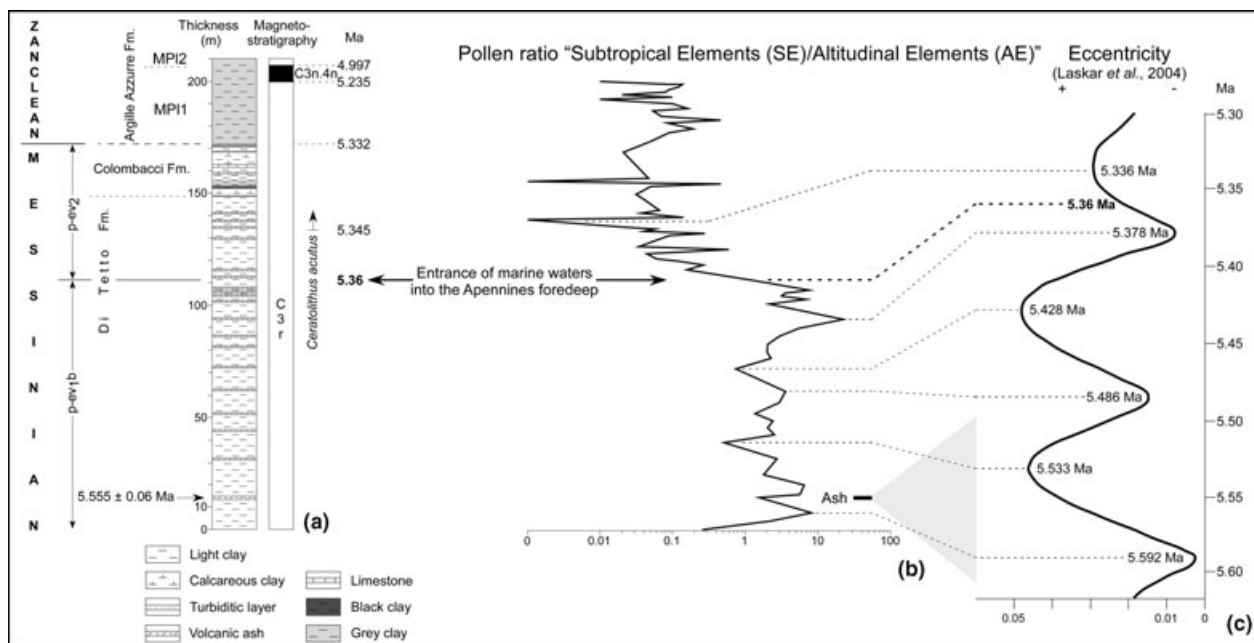 Z A N C L E A N
M E S S I N I A N
Argille Azzurre Fm.
MPl2
MPl1
Colombacci Fm.
Di Tetto Fm.
p-ev2
p-ev1b
5.555 ± 0.06 Ma
Thickness
(m)
200
150
100
50
10
0
Magneto-
stratigraphy
C3n.4n
C
3
r
Ceratolithus acutus
Ma
4.997
5.235
5.332
5.345
5.36
(a)
Light clay
Calcareous clay
Turbiditic layer
Volcanic ash
Limestone
Black clay
Grey clay
Entrance of marine waters
into the Apennines foredeep
Pollen ratio “Subtropical Elements (SE)/Altitudinal Elements (AE)”
Ash
0 0.01 0.1 1 10 100
(b)
Eccentricity
(Laskar et al., 2004)
+ -
Ma
5.336 Ma
5.36 Ma
5.378 Ma
5.428 Ma
5.486 Ma
5.533 Ma
5.592 Ma
5.30
5.35
5.40
5.45
5.50
5.55
5.60
0.05 0.01 0
(c)